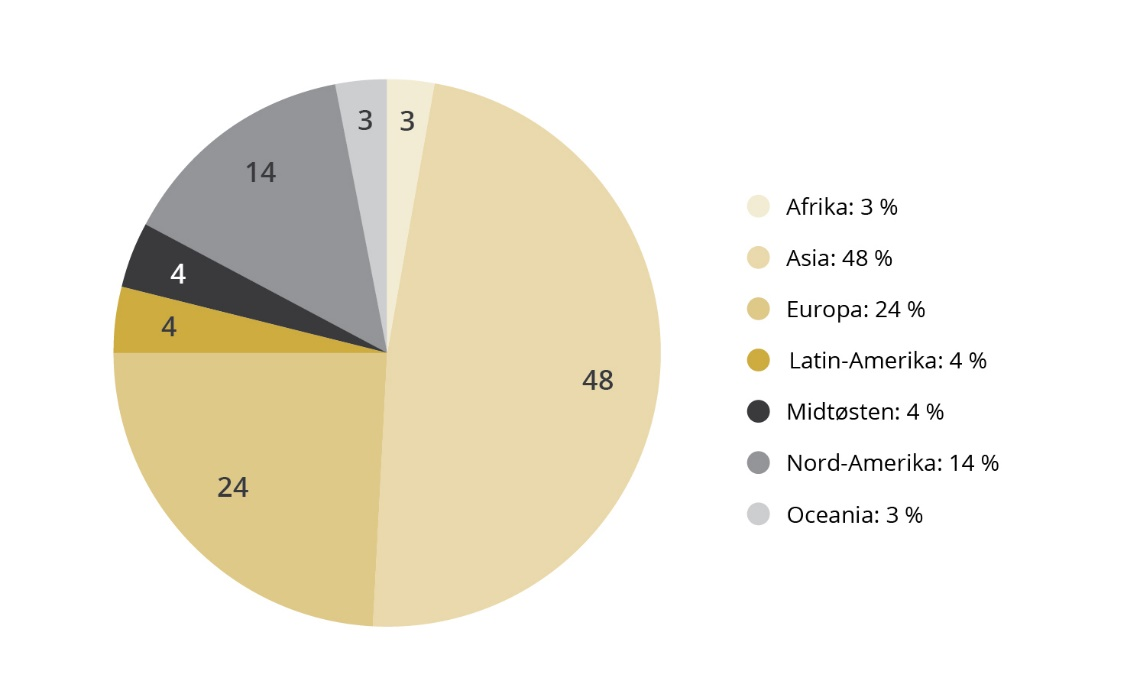 3
3
14
4
4
48
24
Afrika: 3 %
Asia: 48 %
Europa: 24 %
Latin-Amerika: 4 %
Midtøsten: 4 %
Nord-Amerika: 14 %
Oceania: 3 %